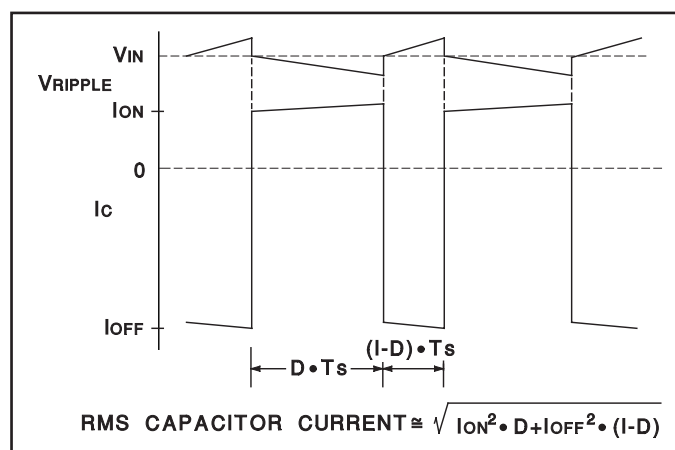 VIN
VRIPPLE
ION
0
IC
IOFF
(I-D)•TS
D•TS
RMS CAPACITOR CURRENT ≅ √ION²•D+IOFF²•(I-D)